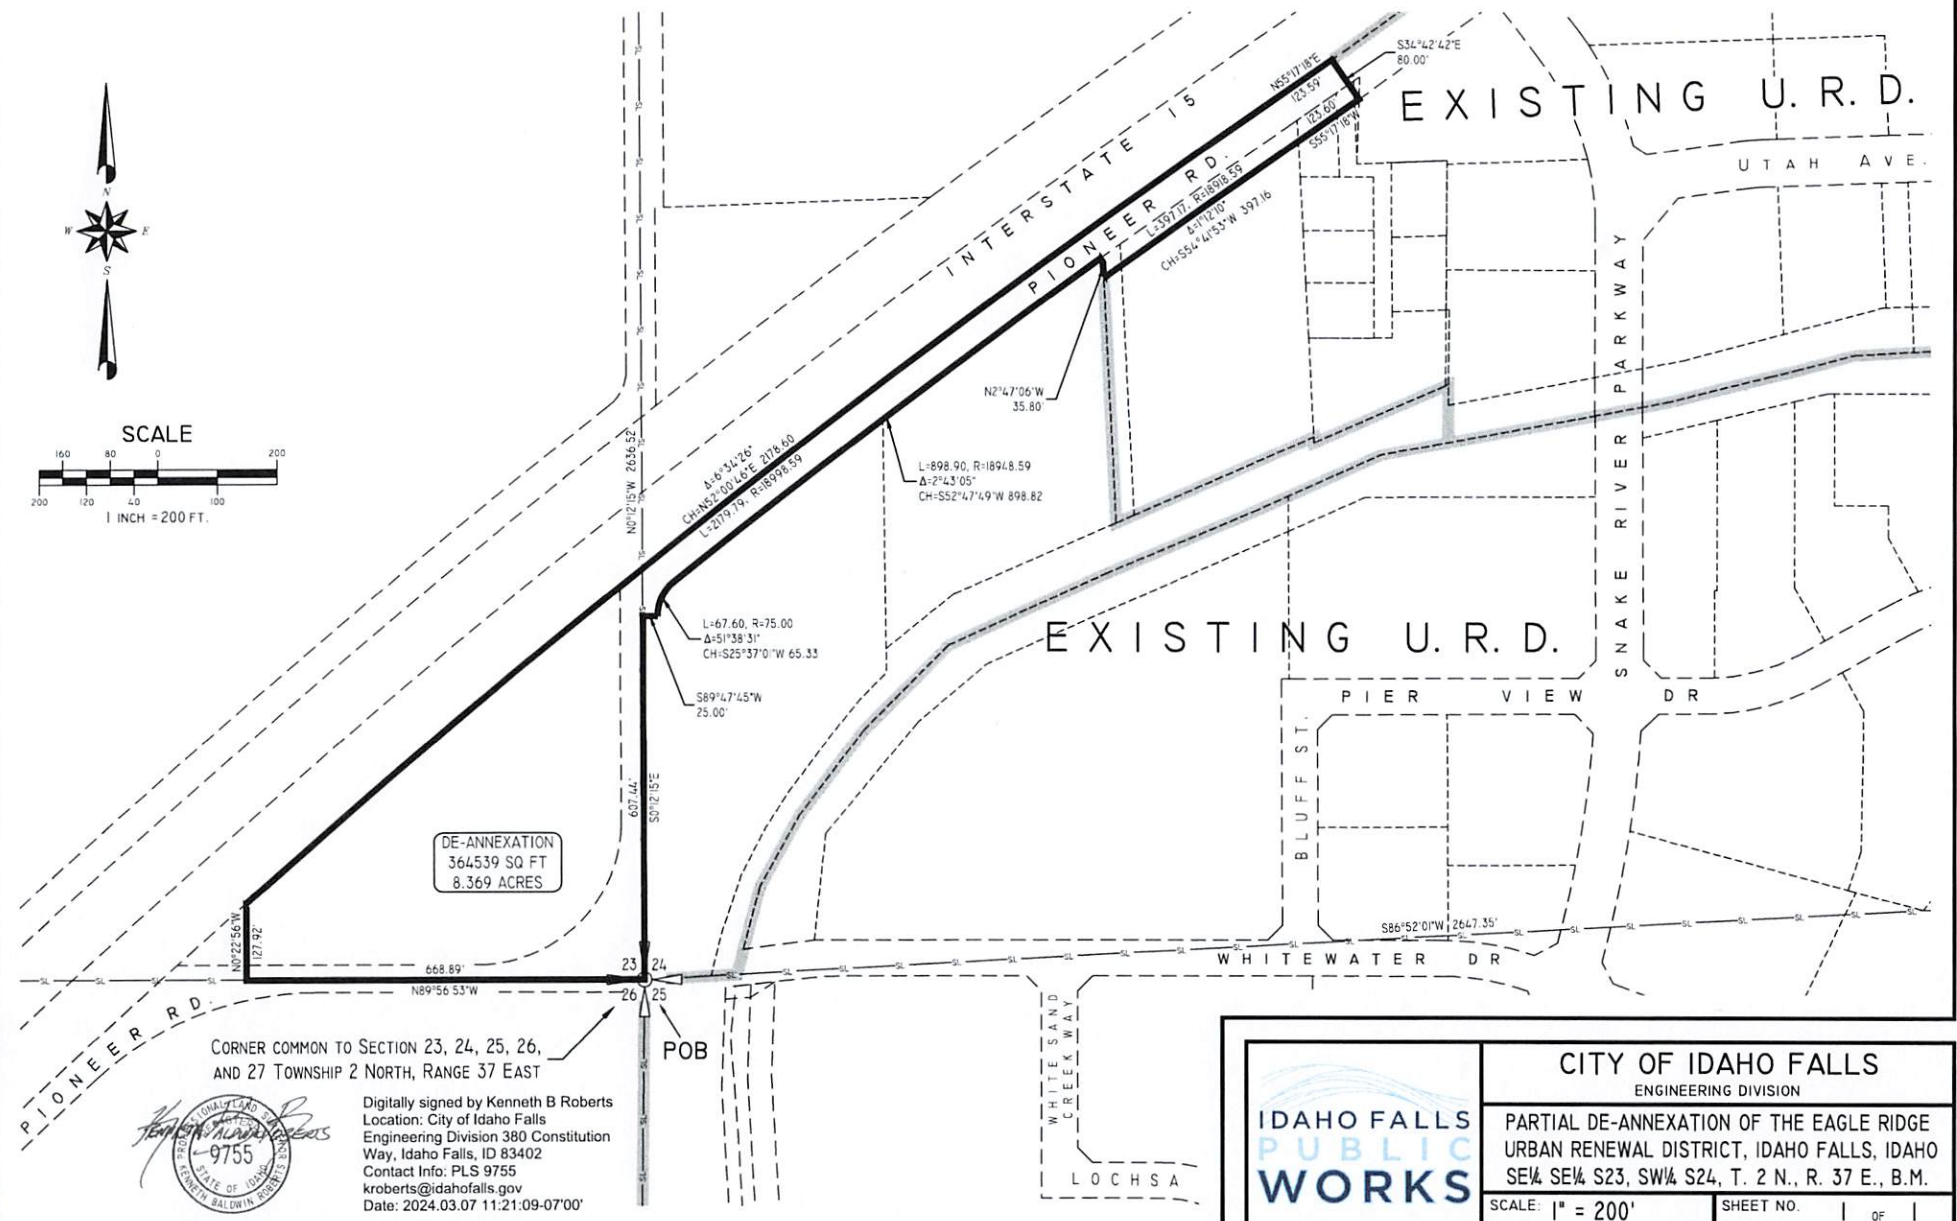 S34°42'42"E
80.00'
N55°17'18"E
123.59'
123.60'
S55°17'18"W
EXISTING U.R.D.
UTAH AVE.
INTERSTATE 15
PIONEER RD.
L=397.17, R=18918.59
Δ=1°12'10"
CH=S54°41'53"W 397.16
N
W E
S
SCALE
160 80 0 200
200 120 40 100
1 INCH = 200 FT.
N2°47'06"W
35.80'
N0°12'15"W 2636.52'
Δ=6°34'26"
CH=N52°00'46"E 2178.60
L=2179.79, R=18998.59
L=898.90, R=18948.59
Δ=2°43'05"
CH=S52°47'49"W 898.82
SNAKE RIVER PARKWAY
L=67.60, R=75.00
Δ=51°38'31"
CH=S25°37'01"W 65.33
S89°47'45"W
25.00'
EXISTING U.R.D.
PIER VIEW DR
BLUFF ST.
607.44'
S0°12'15"E
DE-ANNEXATION
364539 SQ FT
8.369 ACRES
N0°22'56"W
127.92'
668.89'
N89°56'53"W
23 24
26 25
S86°52'01"W 2647.35'
WHITEWATER DR
PIONEER RD.
POB
CORNER COMMON TO SECTION 23, 24, 25, 26,
AND 27 TOWNSHIP 2 NORTH, RANGE 37 EAST
WHITE SAND
CREEK WAY
LOCHSA
9755
STATE OF IDAHO
KENNETH BALDWIN ROBERTS
Digitally signed by Kenneth B Roberts
Location: City of Idaho Falls
Engineering Division 380 Constitution
Way, Idaho Falls, ID 83402
Contact Info: PLS 9755
kroberts@idahofalls.gov
Date: 2024.03.07 11:21:09-07'00'
IDAHO FALLS
PUBLIC
WORKS
CITY OF IDAHO FALLS
ENGINEERING DIVISION
PARTIAL DE-ANNEXATION OF THE EAGLE RIDGE
URBAN RENEWAL DISTRICT, IDAHO FALLS, IDAHO
SE¼ SE¼ S23, SW¼ S24, T. 2 N., R. 37 E., B.M.
SCALE: 1" = 200'
SHEET NO. 1 OF 1